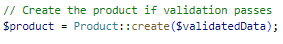 // Create the product if validation passes
$product = Product::create($validatedData);